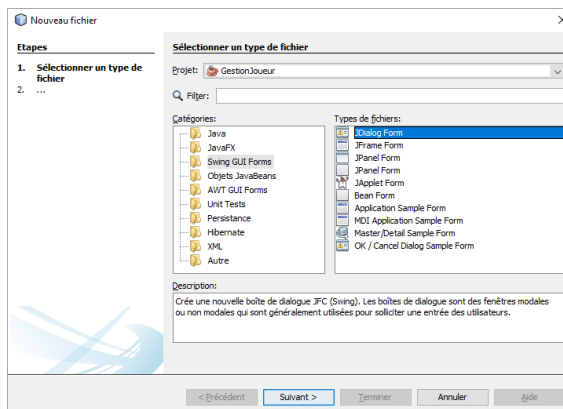 Nouveau fichier
Etapes
1. Sélectionner un type de
fichier
2. ...
Sélectionner un type de fichier
Projet: GestionJoueur
Filter:
Catégories:
Java
JavaFX
Swing GUI Forms
Objets JavaBeans
AWT GUI Forms
Unit Tests
Persistance
Hibernate
XML
Autre
Types de fichiers:
JDialog Form
JFrame Form
JPanel Form
JPanel Form
JApplet Form
Bean Form
Application Sample Form
MDI Application Sample Form
Master/Detail Sample Form
OK / Cancel Dialog Sample Form
Description:
Crée une nouvelle boîte de dialogue JFC (Swing). Les boîtes de dialogue sont des fenêtres modales
ou non modales qui sont généralement utilisées pour solliciter une entrée des utilisateurs.
< Précédent Suivant > Terminer Annuler Aide